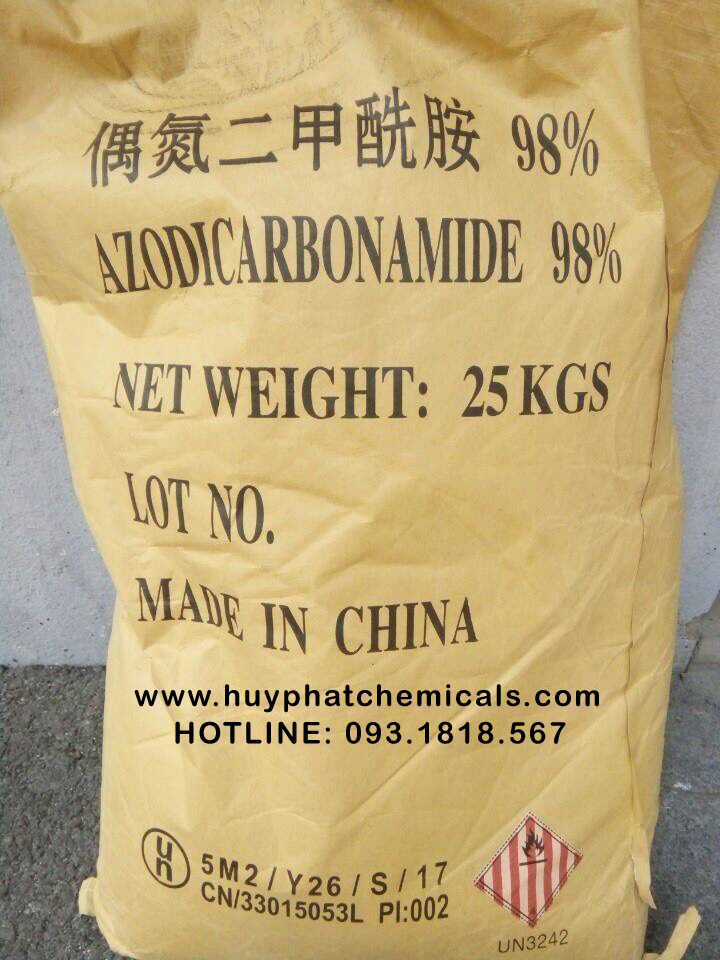 偶氮二甲酰胺 98%
AZODICARBONAMIDE 98%
NET WEIGHT: 25 KGS
LOT NO.
MADE IN CHINA
www.huyphatchemicals.com
HOTLINE: 093.1818.567
un
5M2/Y26/S/17
CN/33015053L PI:002
UN3242